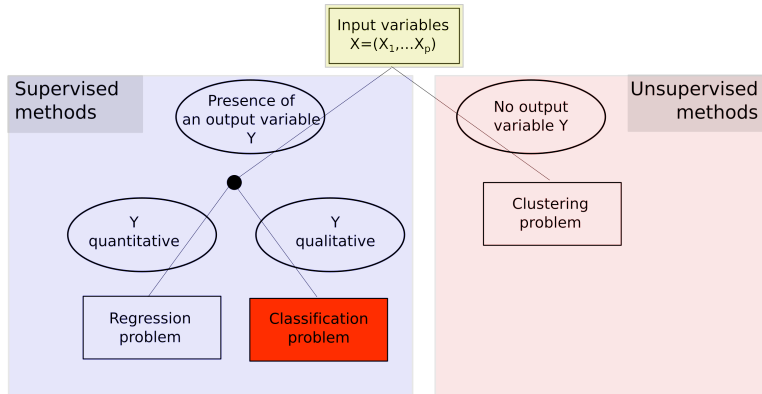 Input variables
X=(X1,...Xp)
Supervised
methods
Presence of
an output variable
Y
No output
variable Y
Unsupervised
methods
Y
quantitative
Y
qualitative
Clustering
problem
Regression
problem
Classification
problem